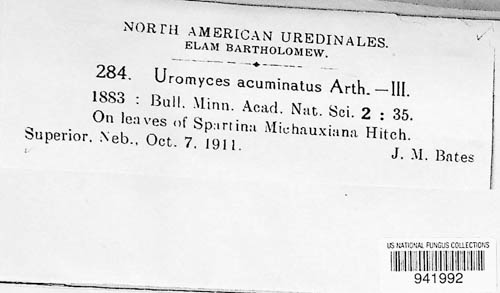 NORTH AMERICAN UREDINALES.
ELAM BARTHOLOMEW.
284. Uromyces acuminatus Arth.—III.
1883 : Bull. Minn. Acad. Nat. Sci. 2 : 35.
On leaves of Spartina Michauxiana Hitch.
Superior, Neb., Oct. 7, 1911. J. M. Bates
US NATIONAL FUNGUS COLLECTIONS
941992